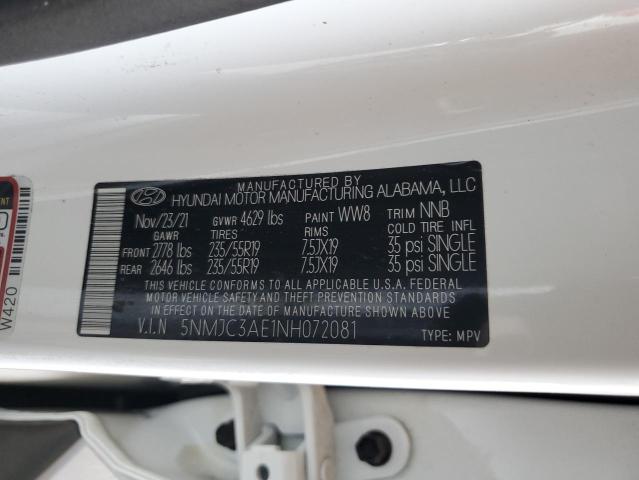 MANUFACTURED BY
HYUNDAI MOTOR MANUFACTURING ALABAMA, LLC
Nov/23/21 GVWR 4629 lbs PAINT WW8 TRIM NNB
GAWR TIRES RIMS COLD TIRE INFL
FRONT 2778 lbs 235/55R19 7.5JX19 35 psi SINGLE
REAR 2646 lbs 235/55R19 7.5JX19 35 psi SINGLE
THIS VEHICLE CONFORMS TO ALL APPLICABLE U.S.A. FEDERAL
MOTOR VEHICLE SAFETY AND THEFT PREVENTION STANDARDS
IN EFFECT ON THE DATE OF MANUFACTURE SHOWN ABOVE.
V.I.N 5NMJC3AE1NH072081
TYPE: MPV
W420